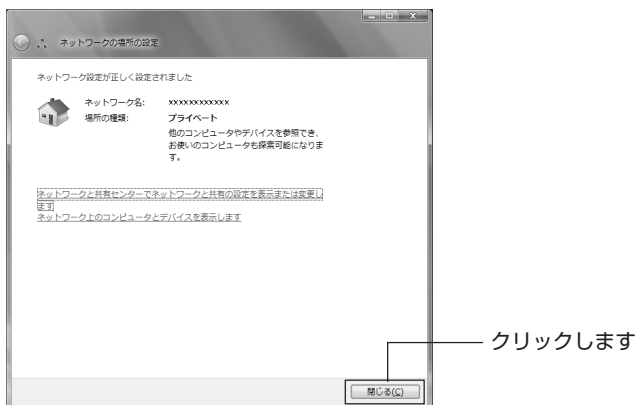 ネットワークの場所の設定
ネットワーク設定が正しく設定されました
ネットワーク名: xxxxxxxxxxxx
場所の種類: プライベート
他のコンピュータやデバイスを参照でき、
お使いのコンピュータも探索可能になりま
す。
ネットワークと共有センターでネットワークと共有の設定を表示または変更し
ます
ネットワーク上のコンピュータとデバイスを表示します
クリックします
閉じる(C)